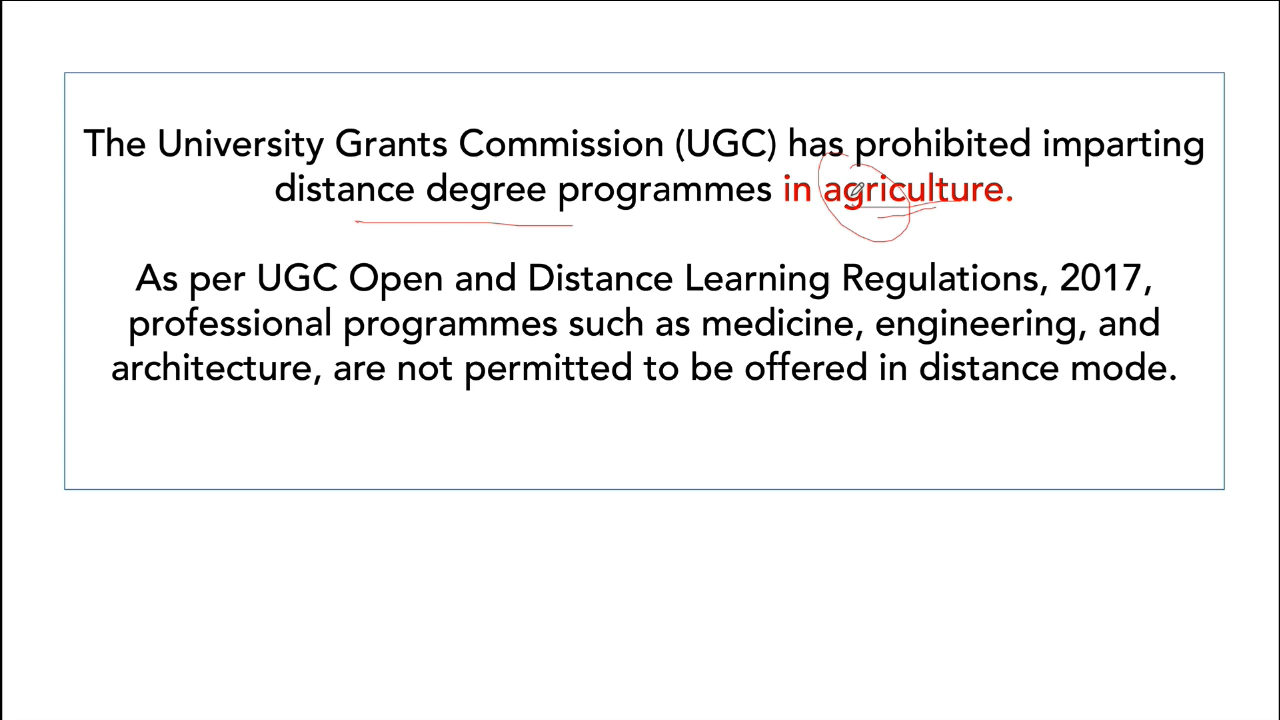 The University Grants Commission (UGC) has prohibited imparting
distance degree programmes in agriculture.
As per UGC Open and Distance Learning Regulations, 2017,
professional programmes such as medicine, engineering, and
architecture, are not permitted to be offered in distance mode.